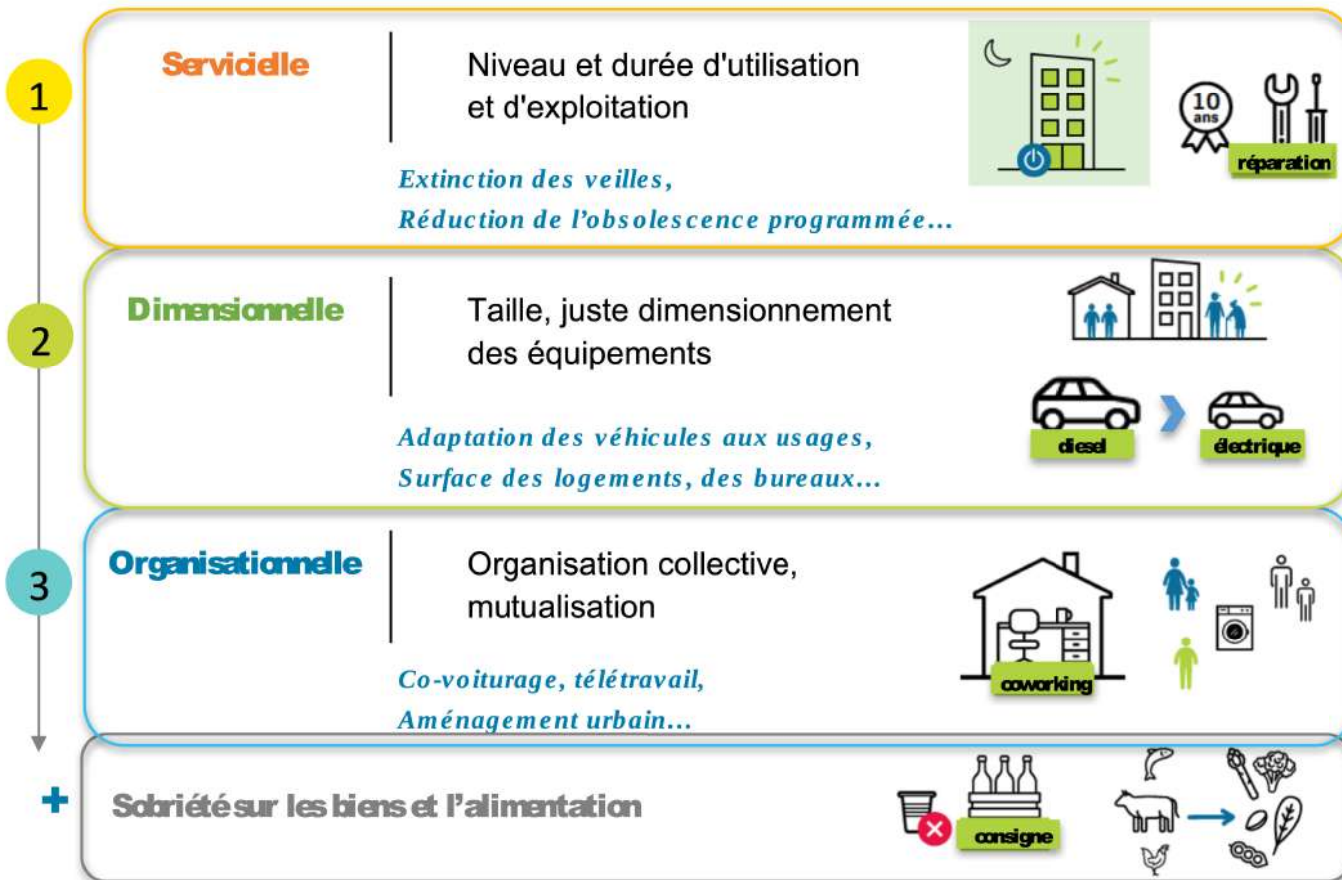 1
Servicielle
Niveau et durée d'utilisation
et d'exploitation
Extinction des veilles,
Réduction de l'obsolescence programmée...
10
ans
réparation
2
Dimensionnelle
Taille, juste dimensionnement
des équipements
Adaptation des véhicules aux usages,
Surface des logements, des bureaux...
diesel
électrique
3
Organisationnelle
Organisation collective,
mutualisation
Co-voiturage, télétravail,
Aménagement urbain...
coworking
+
Sobriété sur les biens et l'alimentation
consigne